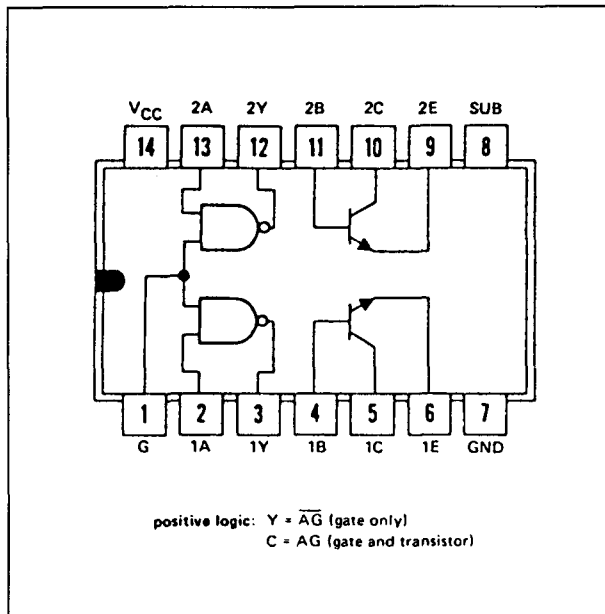 VCC 2A 2Y 2B 2C 2E SUB
14 13 12 11 10 9 8
1 2 3 4 5 6 7
G 1A 1Y 1B 1C 1E GND
positive logic: Y = A̅G̅ (gate only)
C = AG (gate and transistor)